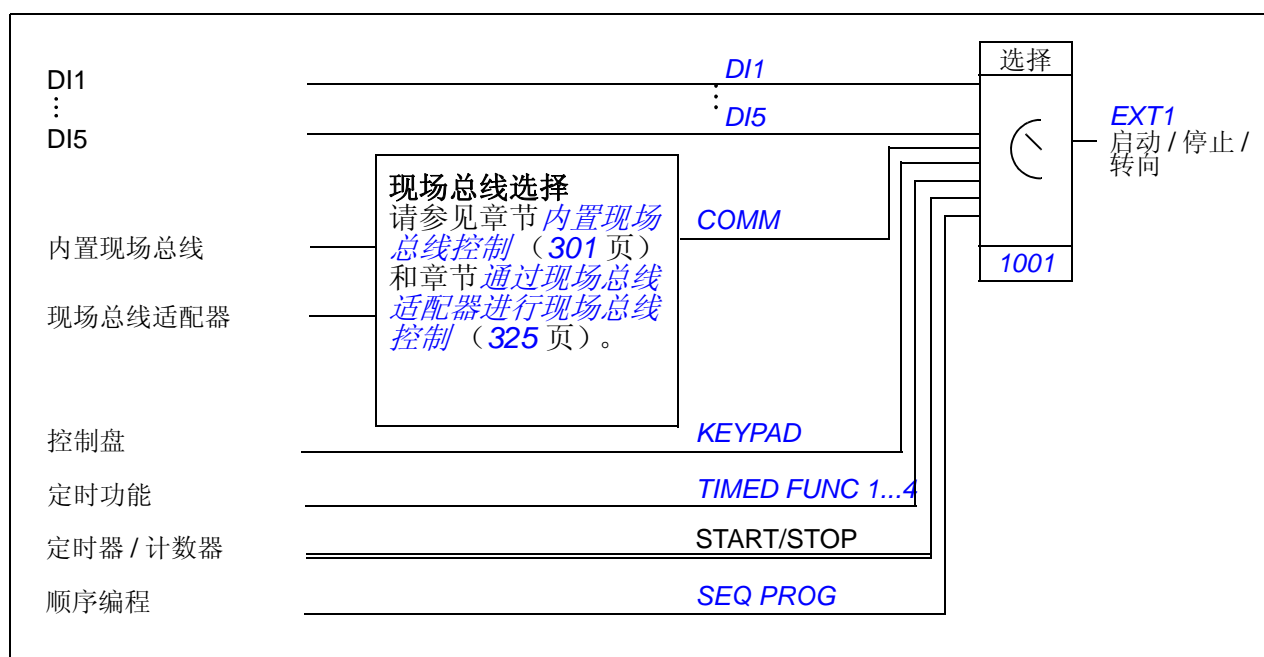 选择
DI1
DI1
DI5
DI5
EXT1
启动 / 停止 /
转向
现场总线选择
请参见章节内置现场
总线控制（301 页）
和章节通过现场总线
适配器进行现场总线
控制（325 页）。
COMM
内置现场总线
1001
现场总线适配器
控制盘
KEYPAD
定时功能
TIMED FUNC 1...4
定时器 / 计数器
START/STOP
顺序编程
SEQ PROG